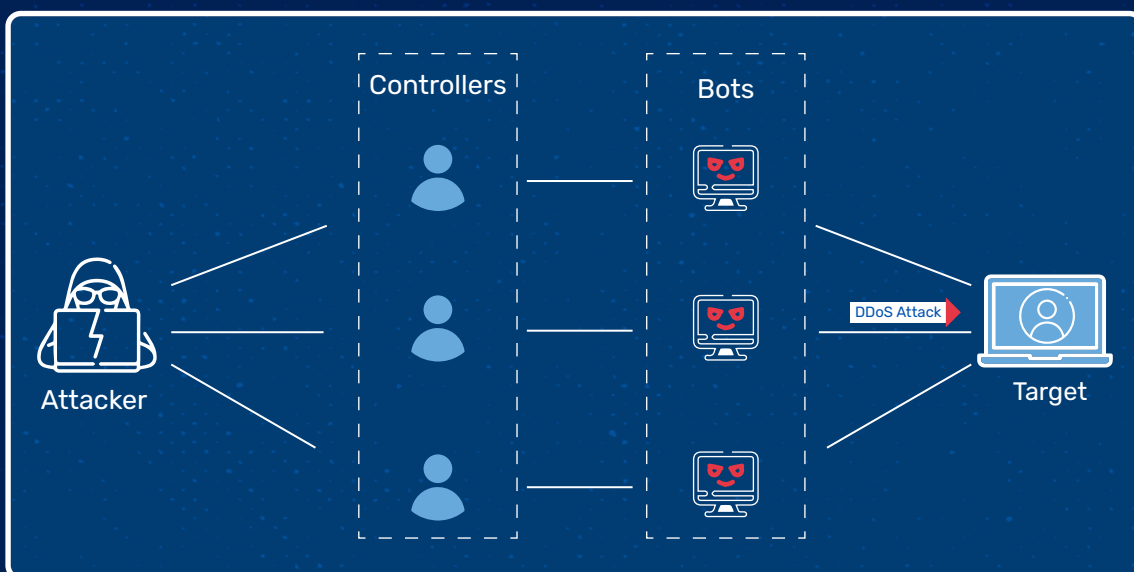 Controllers
Bots
DDoS Attack
Attacker
Target